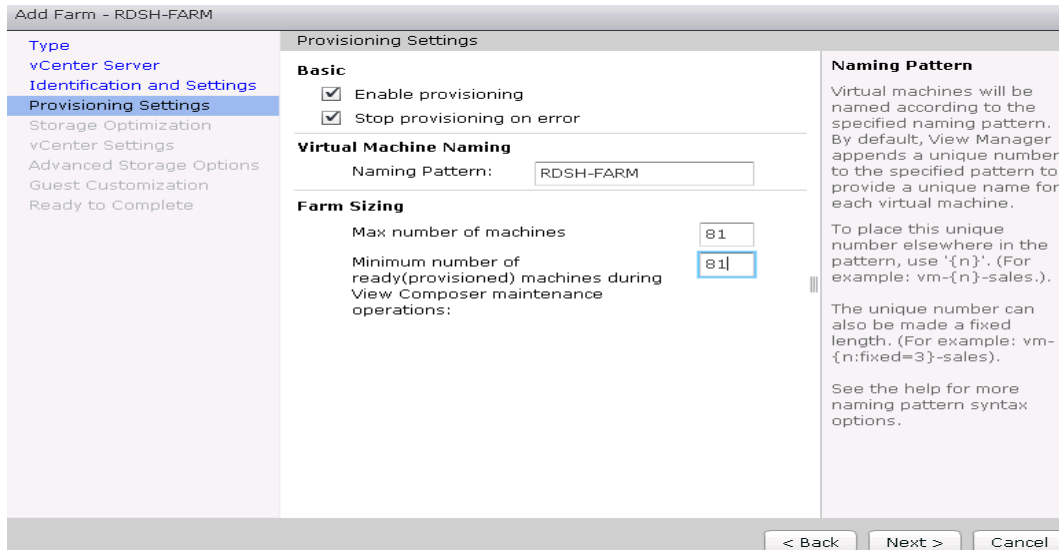 Add Farm - RDSH-FARM
Type
vCenter Server
Identification and Settings
Provisioning Settings
Storage Optimization
vCenter Settings
Advanced Storage Options
Guest Customization
Ready to Complete
Provisioning Settings
Basic
Enable provisioning
Stop provisioning on error
Virtual Machine Naming
Naming Pattern: RDSH-FARM
Farm Sizing
Max number of machines 81
Minimum number of 81
ready(provisioned) machines during
View Composer maintenance
operations:
Naming Pattern
Virtual machines will be
named according to the
specified naming pattern.
By default, View Manager
appends a unique number
to the specified pattern to
provide a unique name for
each virtual machine.
To place this unique
number elsewhere in the
pattern, use '{n}'. (For
example: vm-{n}-sales.).
The unique number can
also be made a fixed
length. (For example: vm-
{n:fixed=3}-sales).
See the help for more
naming pattern syntax
options.
< Back Next > Cancel